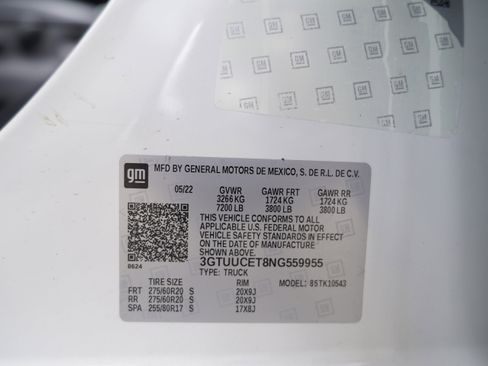 gm
MFD BY GENERAL MOTORS DE MEXICO, S. DE R.L. DE C.V.
05/22 GVWR GAWR FRT GAWR RR
3266 KG 1724 KG 1724 KG
7200 LB 3800 LB 3800 LB
THIS VEHICLE CONFORMS TO ALL
APPLICABLE U.S. FEDERAL MOTOR
VEHICLE SAFETY STANDARDS IN EFFECT
ON THE DATE OF MANUFACTURE
SHOWN ABOVE.
3GTUUCET8NG559955
0624 TYPE: TRUCK
TIRE SIZE RIM MODEL: 85TK10543
FRT 275/60R20 S 20X9J
RR 275/60R20 S 20X9J
SPA 255/80R17 S 17X8J